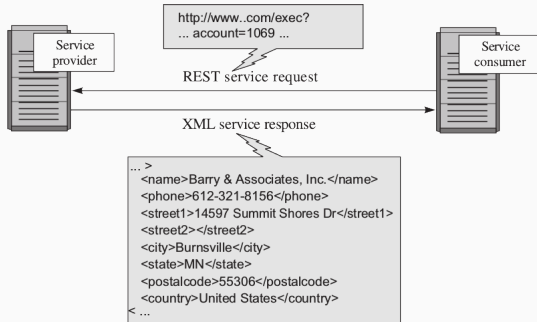 http://www..com/exec?
... account=1069 ...
Service
provider
Service
consumer
REST service request
XML service response
... >
<name>Barry & Associates, Inc.</name>
<phone>612-321-8156</phone>
<street1>14597 Summit Shores Dr</street1>
<street2></street2>
<city>Burnsville</city>
<state>MN</state>
<postalcode>55306</postalcode>
<country>United States</country>
< ...